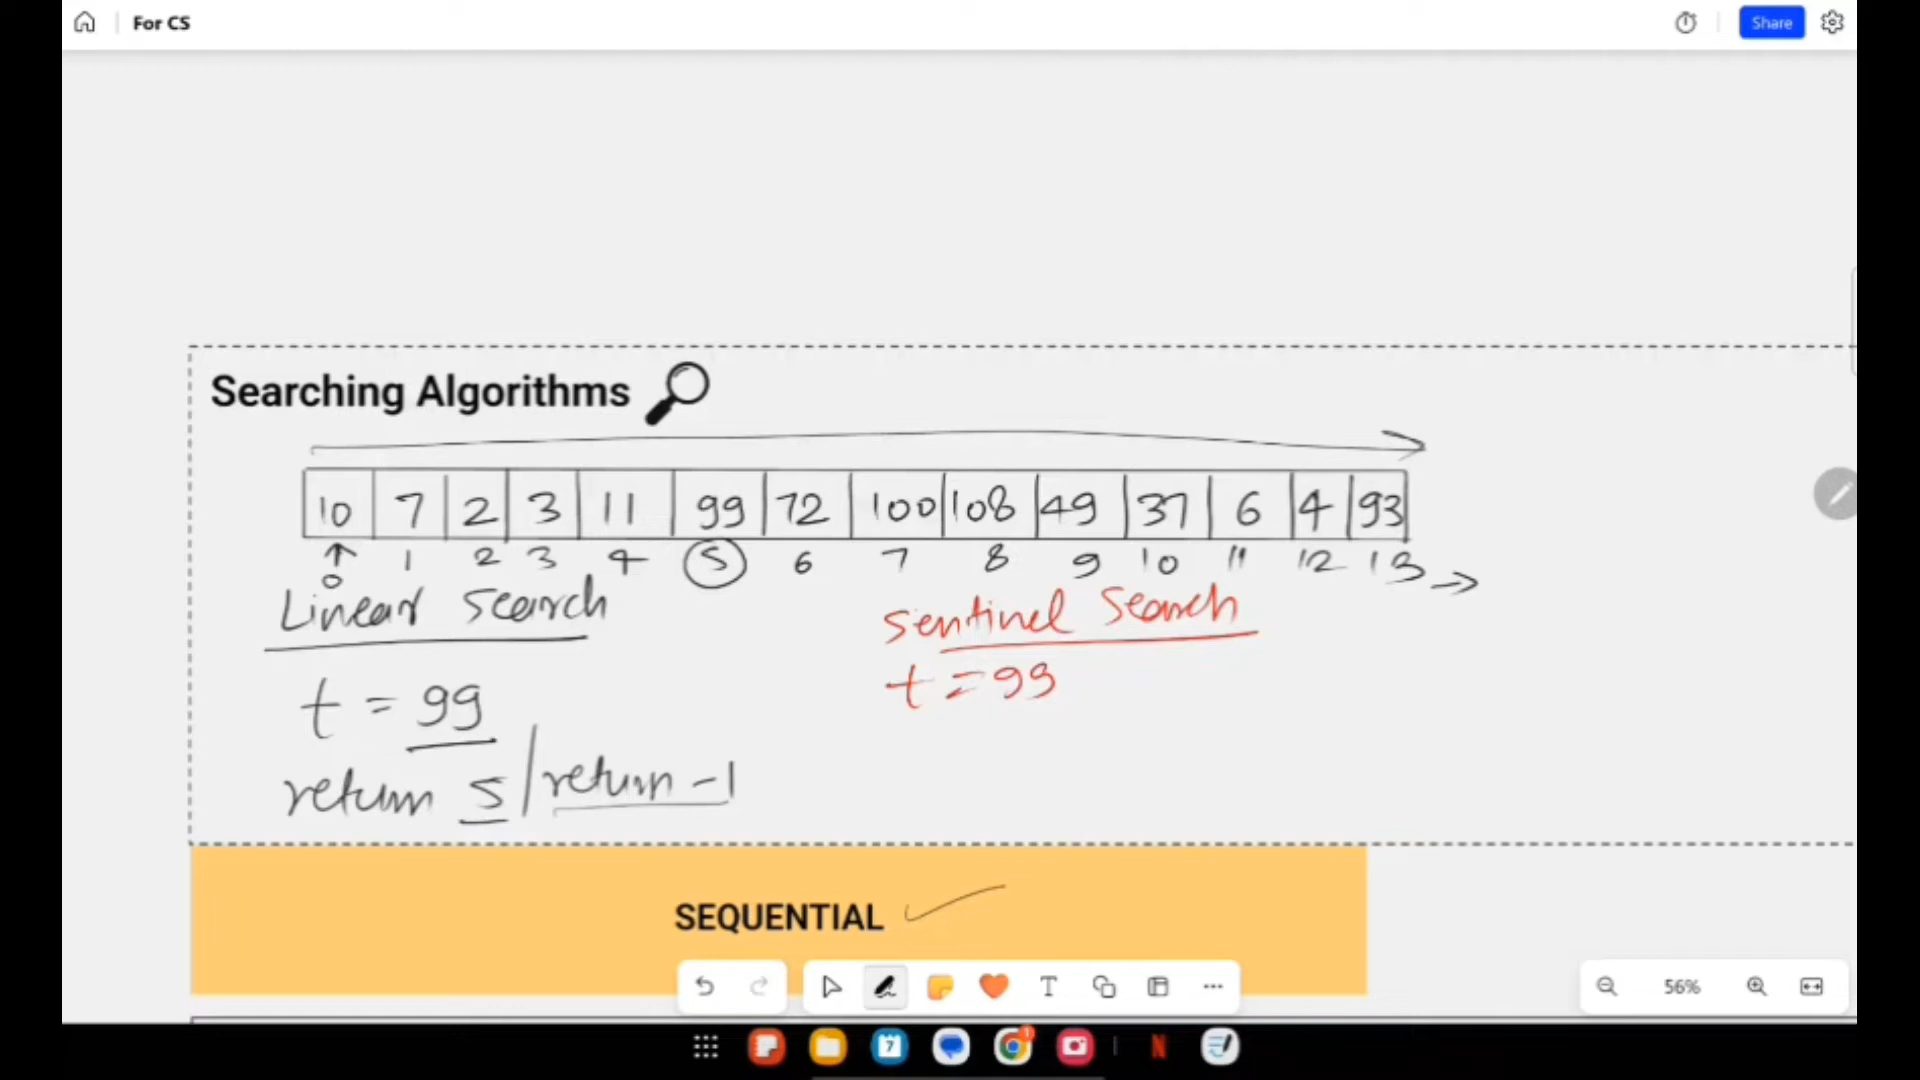 For CS
Share
Searching Algorithms
10 7 2 3 11 99 72 100 108 49 37 6 4 93
0 1 2 3 4 5 6 7 8 9 10 11 12 13
Linear Search
Sentinel Search
t = 99
t = 99
return 5 / return -1
SEQUENTIAL
T
56%
7
1
N